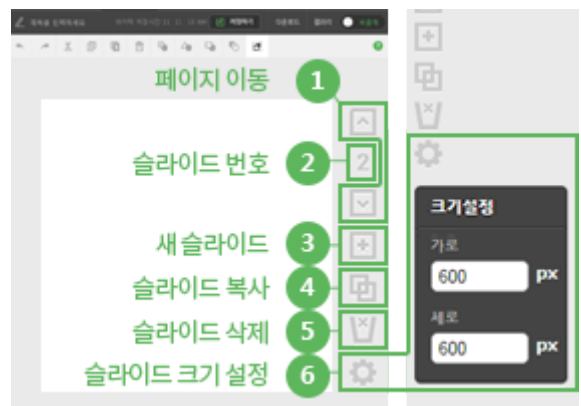 페이지 이동 1
슬라이드 번호 2 2
새 슬라이드 3
슬라이드 복사 4
슬라이드 삭제 5
슬라이드 크기 설정 6
크기설정
가로
600 px
세로
600 px